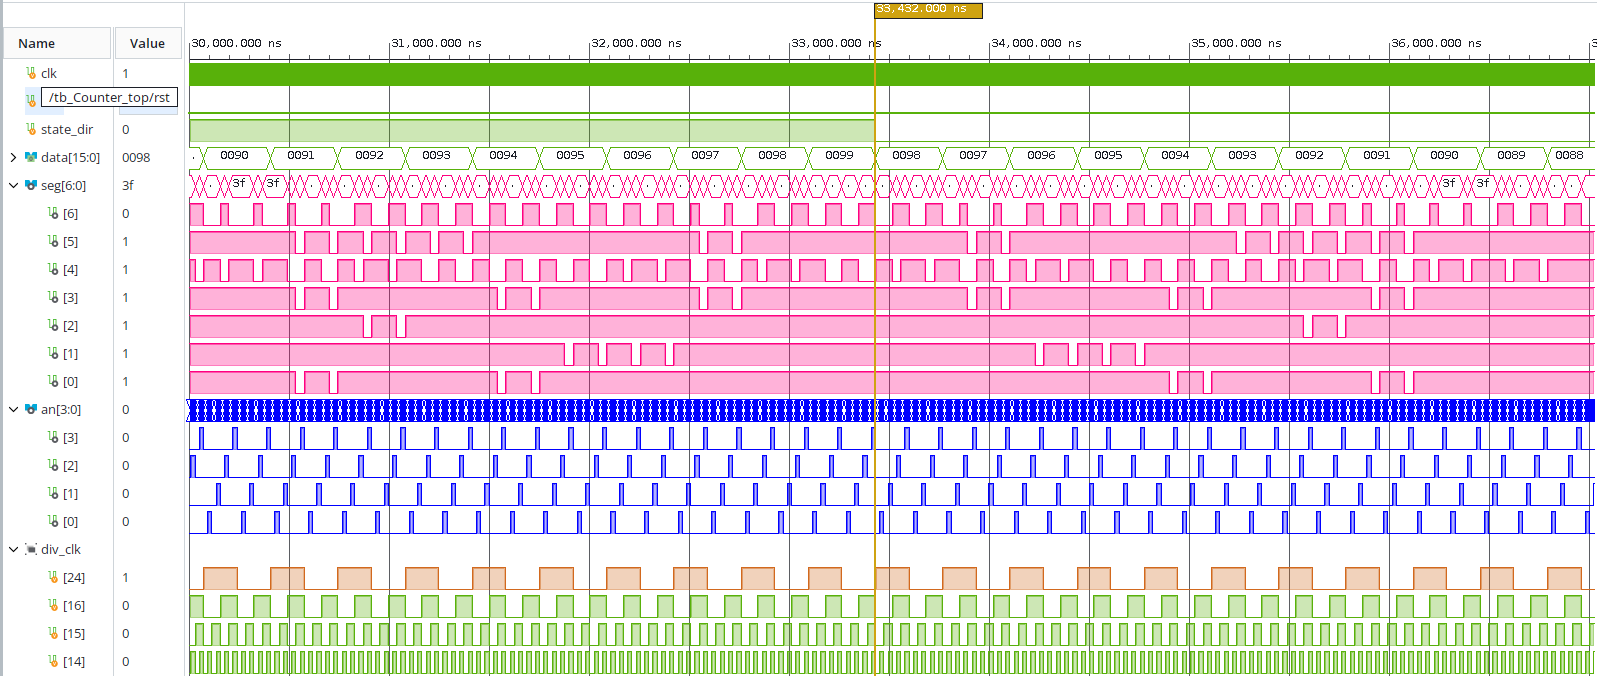 33,432.000 ns
Name Value 30,000.000 ns 31,000.000 ns 32,000.000 ns 33,000.000 ns 34,000.000 ns 35,000.000 ns 36,000.000 ns 3
clk 1
/tb_Counter_top/rst
state_dir 0
data[15:0] 0098 . 0090 0091 0092 0093 0094 0095 0096 0097 0098 0099 0098 0097 0096 0095 0094 0093 0092 0091 0090 0089 0088
seg[6:0] 3f 3f 3f 3f 3f
[6] 0
[5] 1
[4] 1
[3] 1
[2] 1
[1] 1
[0] 1
an[3:0] 0
[3] 0
[2] 0
[1] 0
[0] 0
div_clk
[24] 1
[16] 0
[15] 0
[14] 0